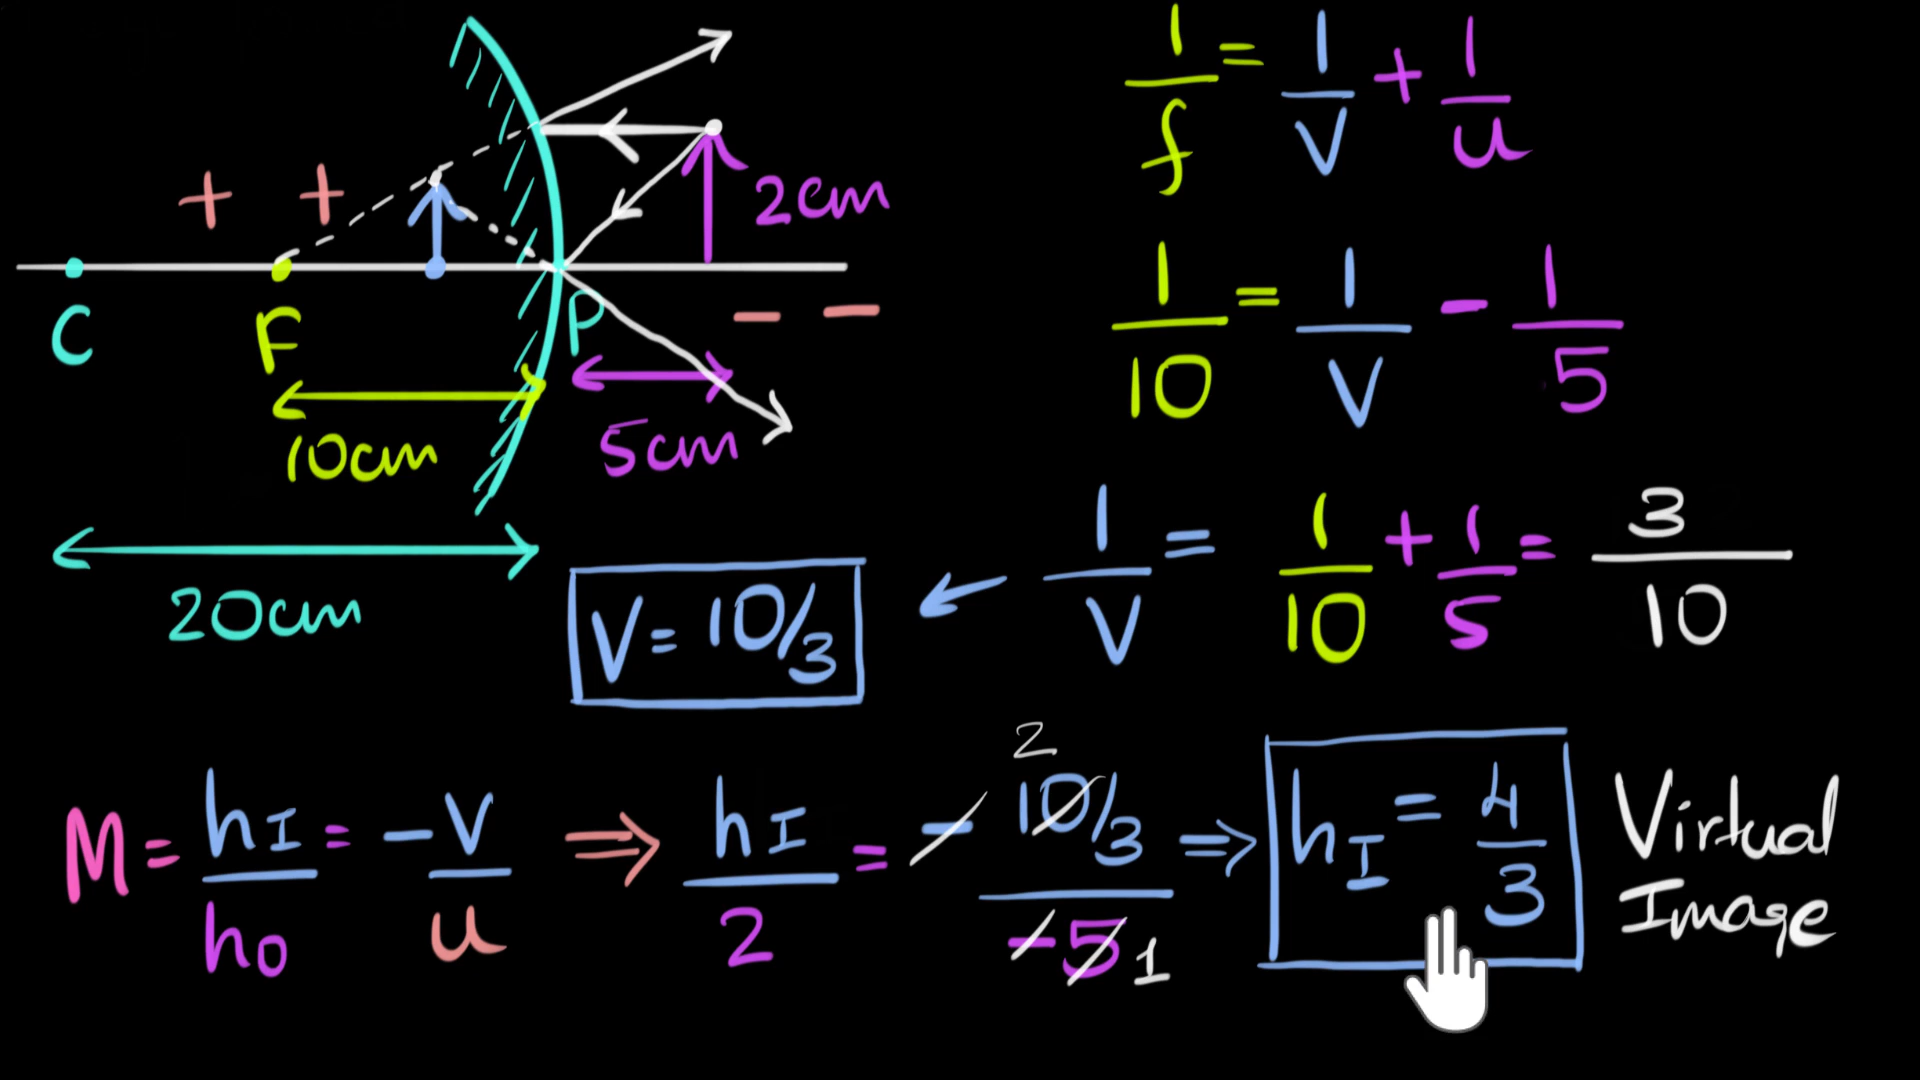 + +
2cm
C F P
- -
10cm
5cm
20cm
1/f = 1/v + 1/u
1/10 = 1/v - 1/5
1/v = 1/10 + 1/5 = 3/10
V = 10/3
M = hI/ho = -v/u ⇒ hI/2 = - 10/3 / -5 ⇒ hI = 4/3
2
1
Virtual
Image